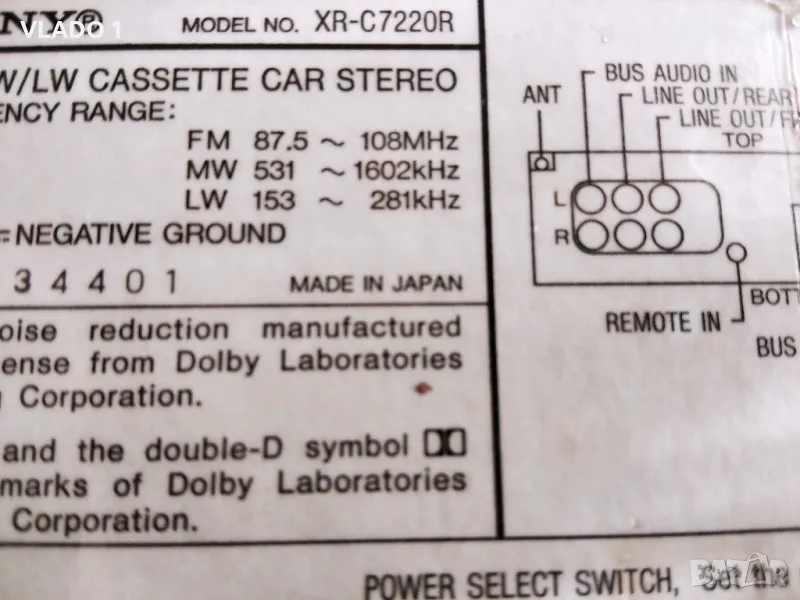 NY® MODEL NO. XR-C7220R
VLADO 1
W/LW CASSETTE CAR STEREO
ENCY RANGE:
FM 87.5 ~ 108MHz
MW 531 ~ 1602kHz
LW 153 ~ 281kHz
=NEGATIVE GROUND
34401 MADE IN JAPAN
oise reduction manufactured
ense from Dolby Laboratories
g Corporation.
and the double-D symbol
marks of Dolby Laboratories
Corporation.
BUS AUDIO IN
ANT
LINE OUT/REAR
LINE OUT/
TOP
L
R
BOTT
REMOTE IN
BUS
POWER SELECT SWITCH, Set the